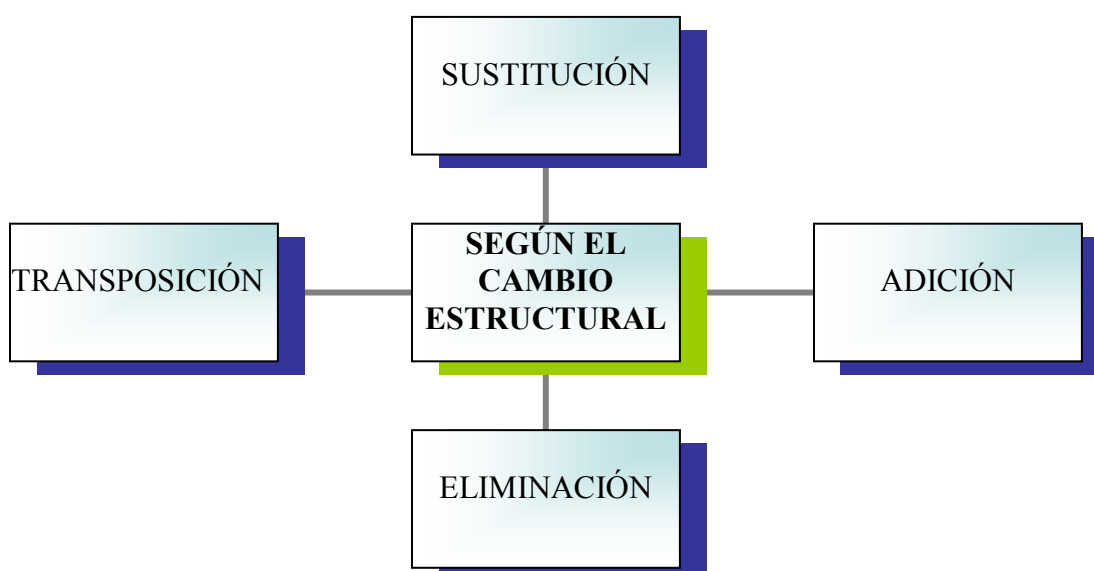 SUSTITUCIÓN
TRANSPOSICIÓN
SEGÚN EL
CAMBIO
ESTRUCTURAL
ADICIÓN
ELIMINACIÓN